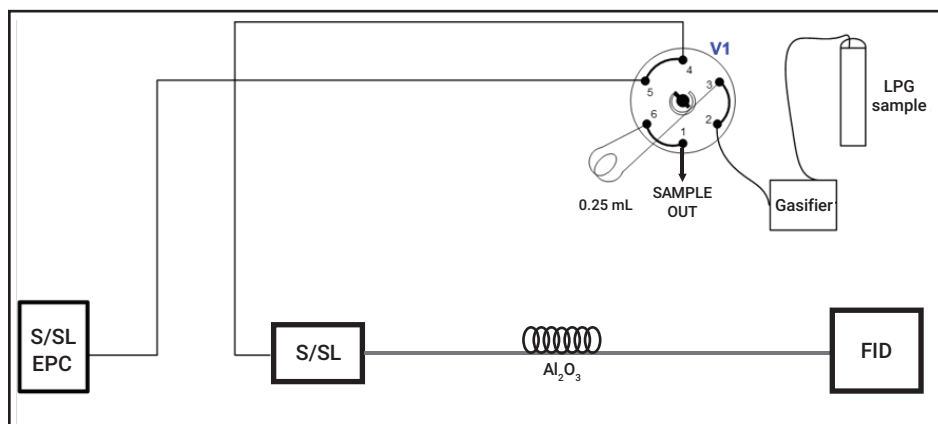 V1
4
3
5
6
2
1
LPG
sample
0.25 mL
SAMPLE
OUT
Gasifier
S/SL
EPC
S/SL
Al₂O₃
FID